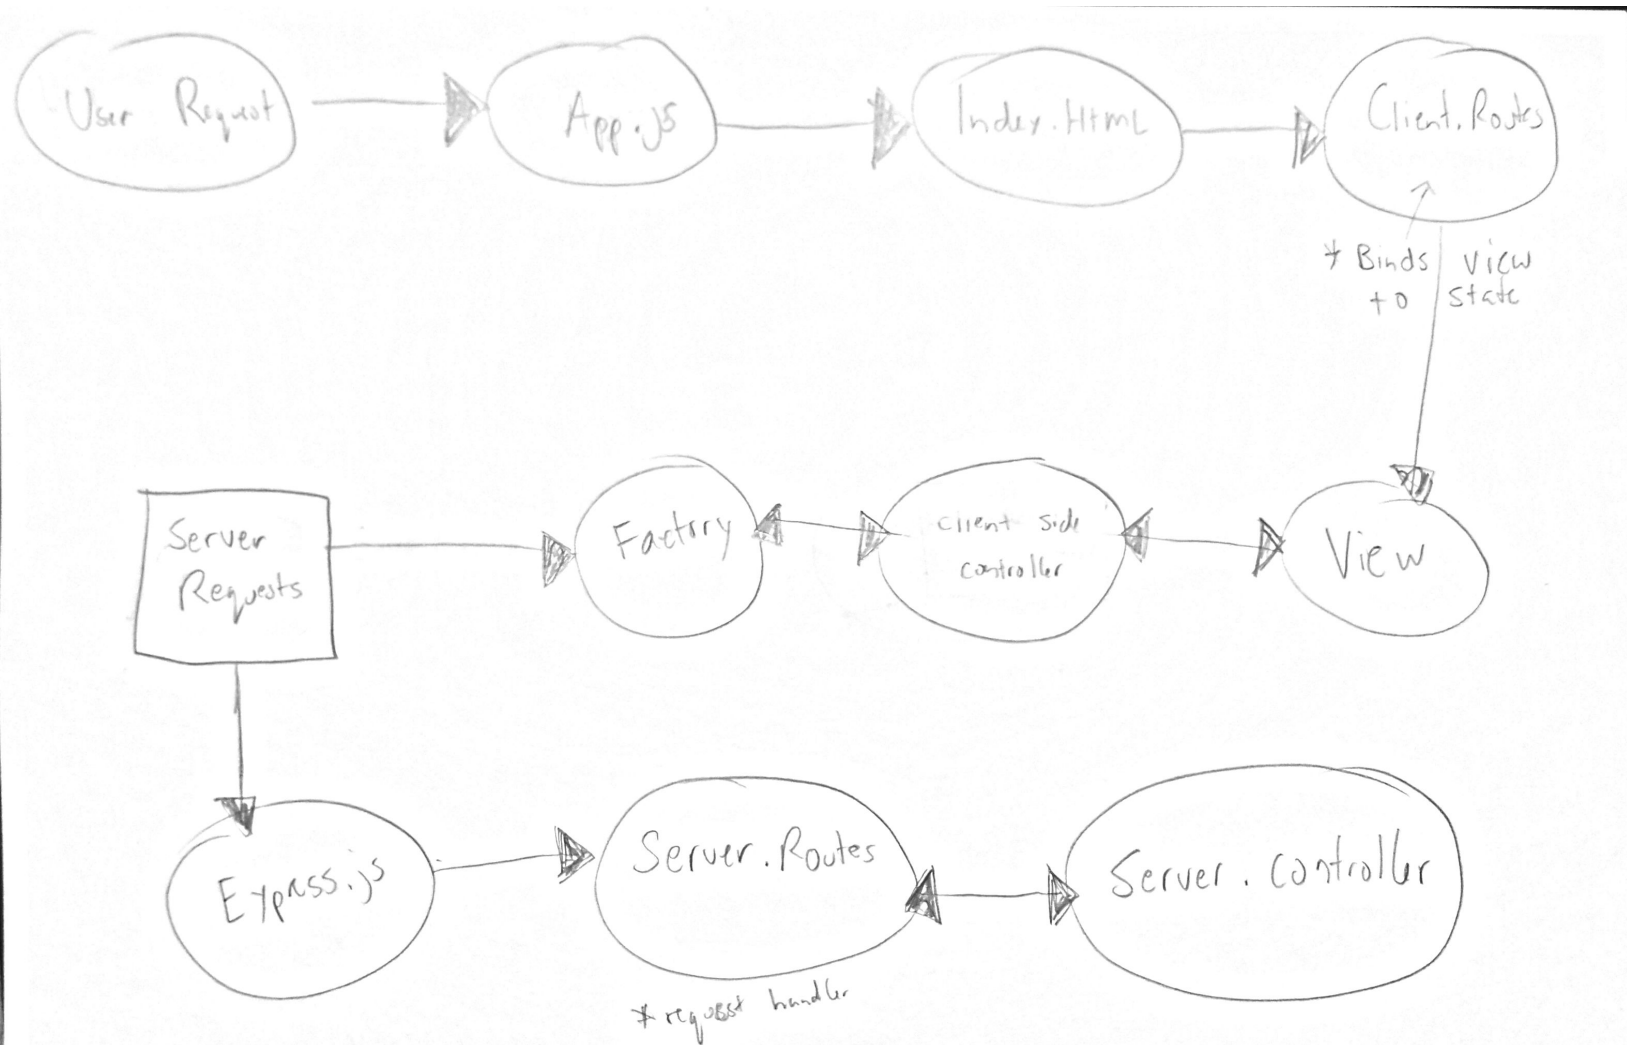 User Request
App.js
Index.Html
Client.Routes
* Binds view
to state
Server
Requests
Factory
client side
controller
View
Express.js
Server.Routes
* request handler
Server.controller